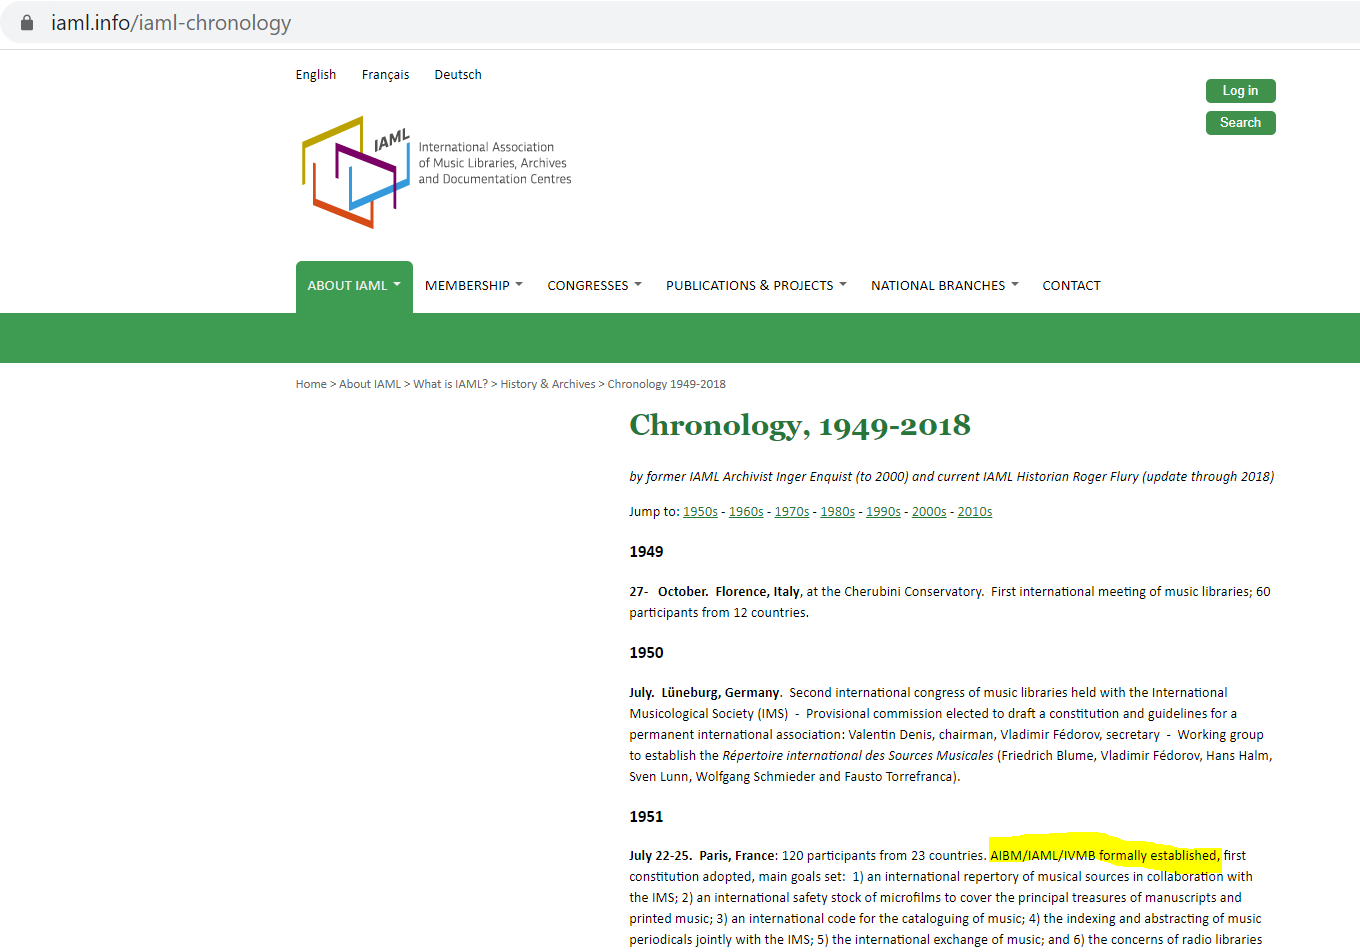 iaml.info/iaml-chronology
English Français Deutsch
Log in
Search
IAML
International Association
of Music Libraries, Archives
and Documentation Centres
ABOUT IAML MEMBERSHIP CONGRESSES PUBLICATIONS & PROJECTS NATIONAL BRANCHES CONTACT
Home > About IAML > What is IAML? > History & Archives > Chronology 1949-2018
Chronology, 1949-2018
by former IAML Archivist Inger Enquist (to 2000) and current IAML Historian Roger Flury (update through 2018)
Jump to: 1950s - 1960s - 1970s - 1980s - 1990s - 2000s - 2010s
1949
27- October. Florence, Italy, at the Cherubini Conservatory. First international meeting of music libraries; 60
participants from 12 countries.
1950
July. Lüneburg, Germany. Second international congress of music libraries held with the International
Musicological Society (IMS) - Provisional commission elected to draft a constitution and guidelines for a
permanent international association: Valentin Denis, chairman, Vladimir Fédorov, secretary - Working group
to establish the Répertoire international des Sources Musicales (Friedrich Blume, Vladimir Fédorov, Hans Halm,
Sven Lunn, Wolfgang Schmieder and Fausto Torrefranca).
1951
July 22-25. Paris, France: 120 participants from 23 countries. AIBM/IAML/IVMB formally established, first
constitution adopted, main goals set: 1) an international repertory of musical sources in collaboration with
the IMS; 2) an international safety stock of microfilms to cover the principal treasures of manuscripts and
printed music; 3) an international code for the cataloguing of music; 4) the indexing and abstracting of music
periodicals jointly with the IMS; 5) the international exchange of music; and 6) the concerns of radio libraries